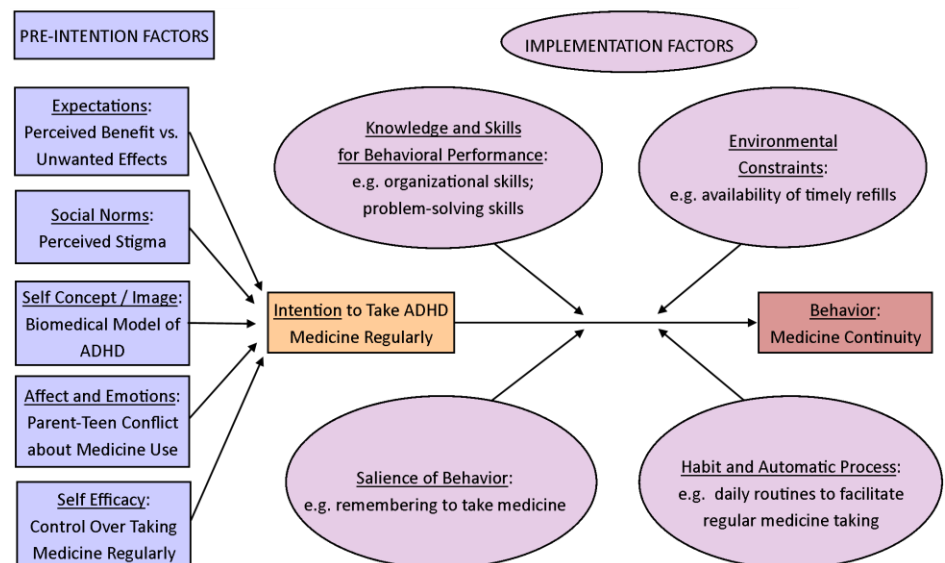 PRE-INTENTION FACTORS
IMPLEMENTATION FACTORS
Expectations:
Perceived Benefit vs.
Unwanted Effects
Social Norms:
Perceived Stigma
Self Concept / Image:
Biomedical Model of
ADHD
Affect and Emotions:
Parent-Teen Conflict
about Medicine Use
Self Efficacy:
Control Over Taking
Medicine Regularly
Knowledge and Skills
for Behavioral Performance:
e.g. organizational skills;
problem-solving skills
Environmental
Constraints:
e.g. availability of timely refills
Intention to Take ADHD
Medicine Regularly
Behavior:
Medicine Continuity
Salience of Behavior:
e.g. remembering to take medicine
Habit and Automatic Process:
e.g. daily routines to facilitate
regular medicine taking